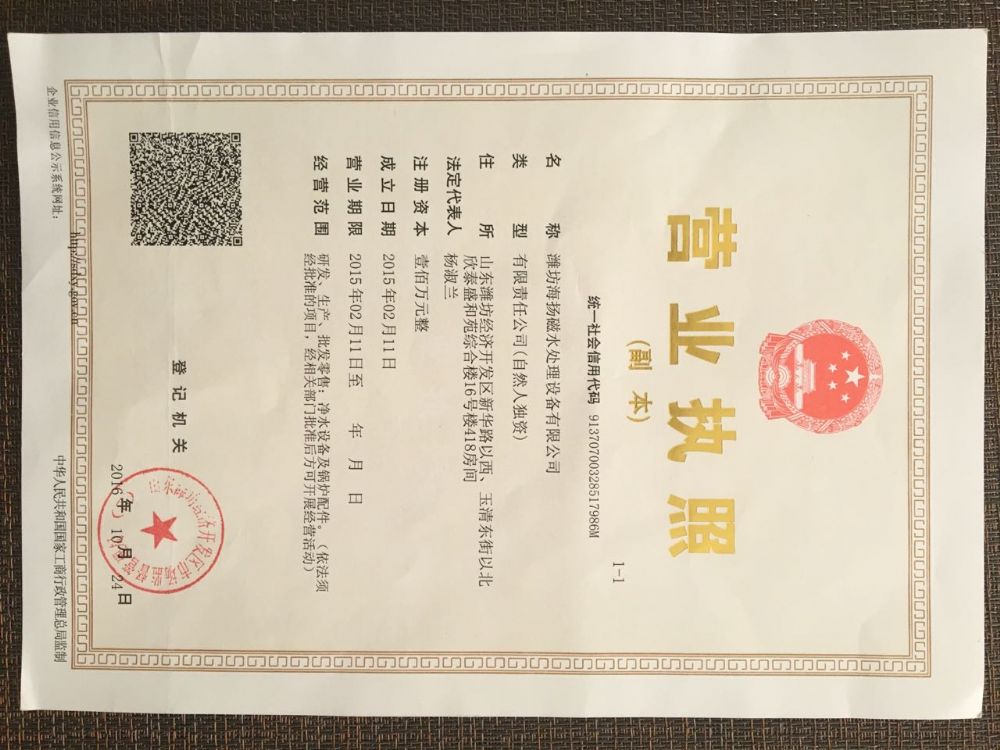 营业执照
(副本)
1-1
统一社会信用代码 91370700328517986M
名称 潍坊海扬磁水处理设备有限公司
类型 有限责任公司(自然人独资)
住所 山东潍坊经济开发区新华路以西、玉清东街以北
欣泰盛和苑综合楼16号楼418房间
法定代表人 杨淑兰
注册资本 壹佰万元整
成立日期 2015年02月11日
营业期限 2015年02月11日至 年 月 日
经营范围 研发、生产、批发零售：净水设备及锅炉配件。（依法须
经批准的项目，经相关部门批准后方可开展经营活动）
登记机关
2016年 10月 24日
企业信用信息公示系统网址：
中华人民共和国国家工商行政管理总局监制